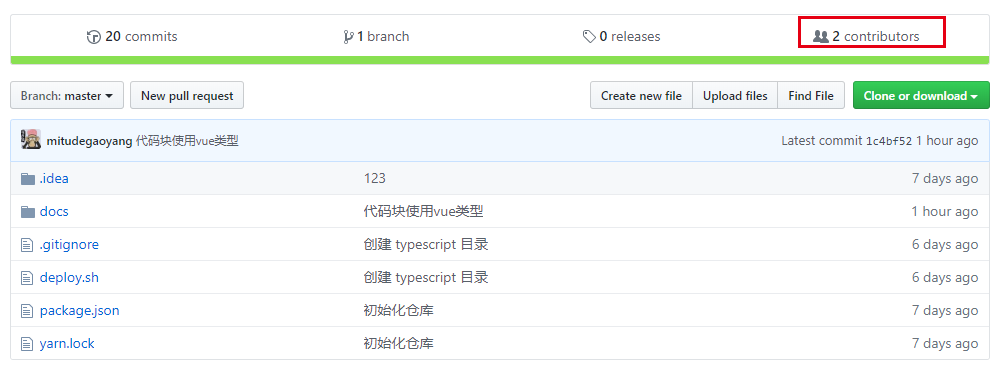 20 commits 1 branch 0 releases 2 contributors
Branch: master New pull request Create new file Upload files Find File Clone or download
mitudegaoyang 代码块使用vue类型 Latest commit 1c4bf52 1 hour ago
.idea 123 7 days ago
docs 代码块使用vue类型 1 hour ago
.gitignore 创建 typescript 目录 6 days ago
deploy.sh 创建 typescript 目录 6 days ago
package.json 初始化仓库 7 days ago
yarn.lock 初始化仓库 7 days ago